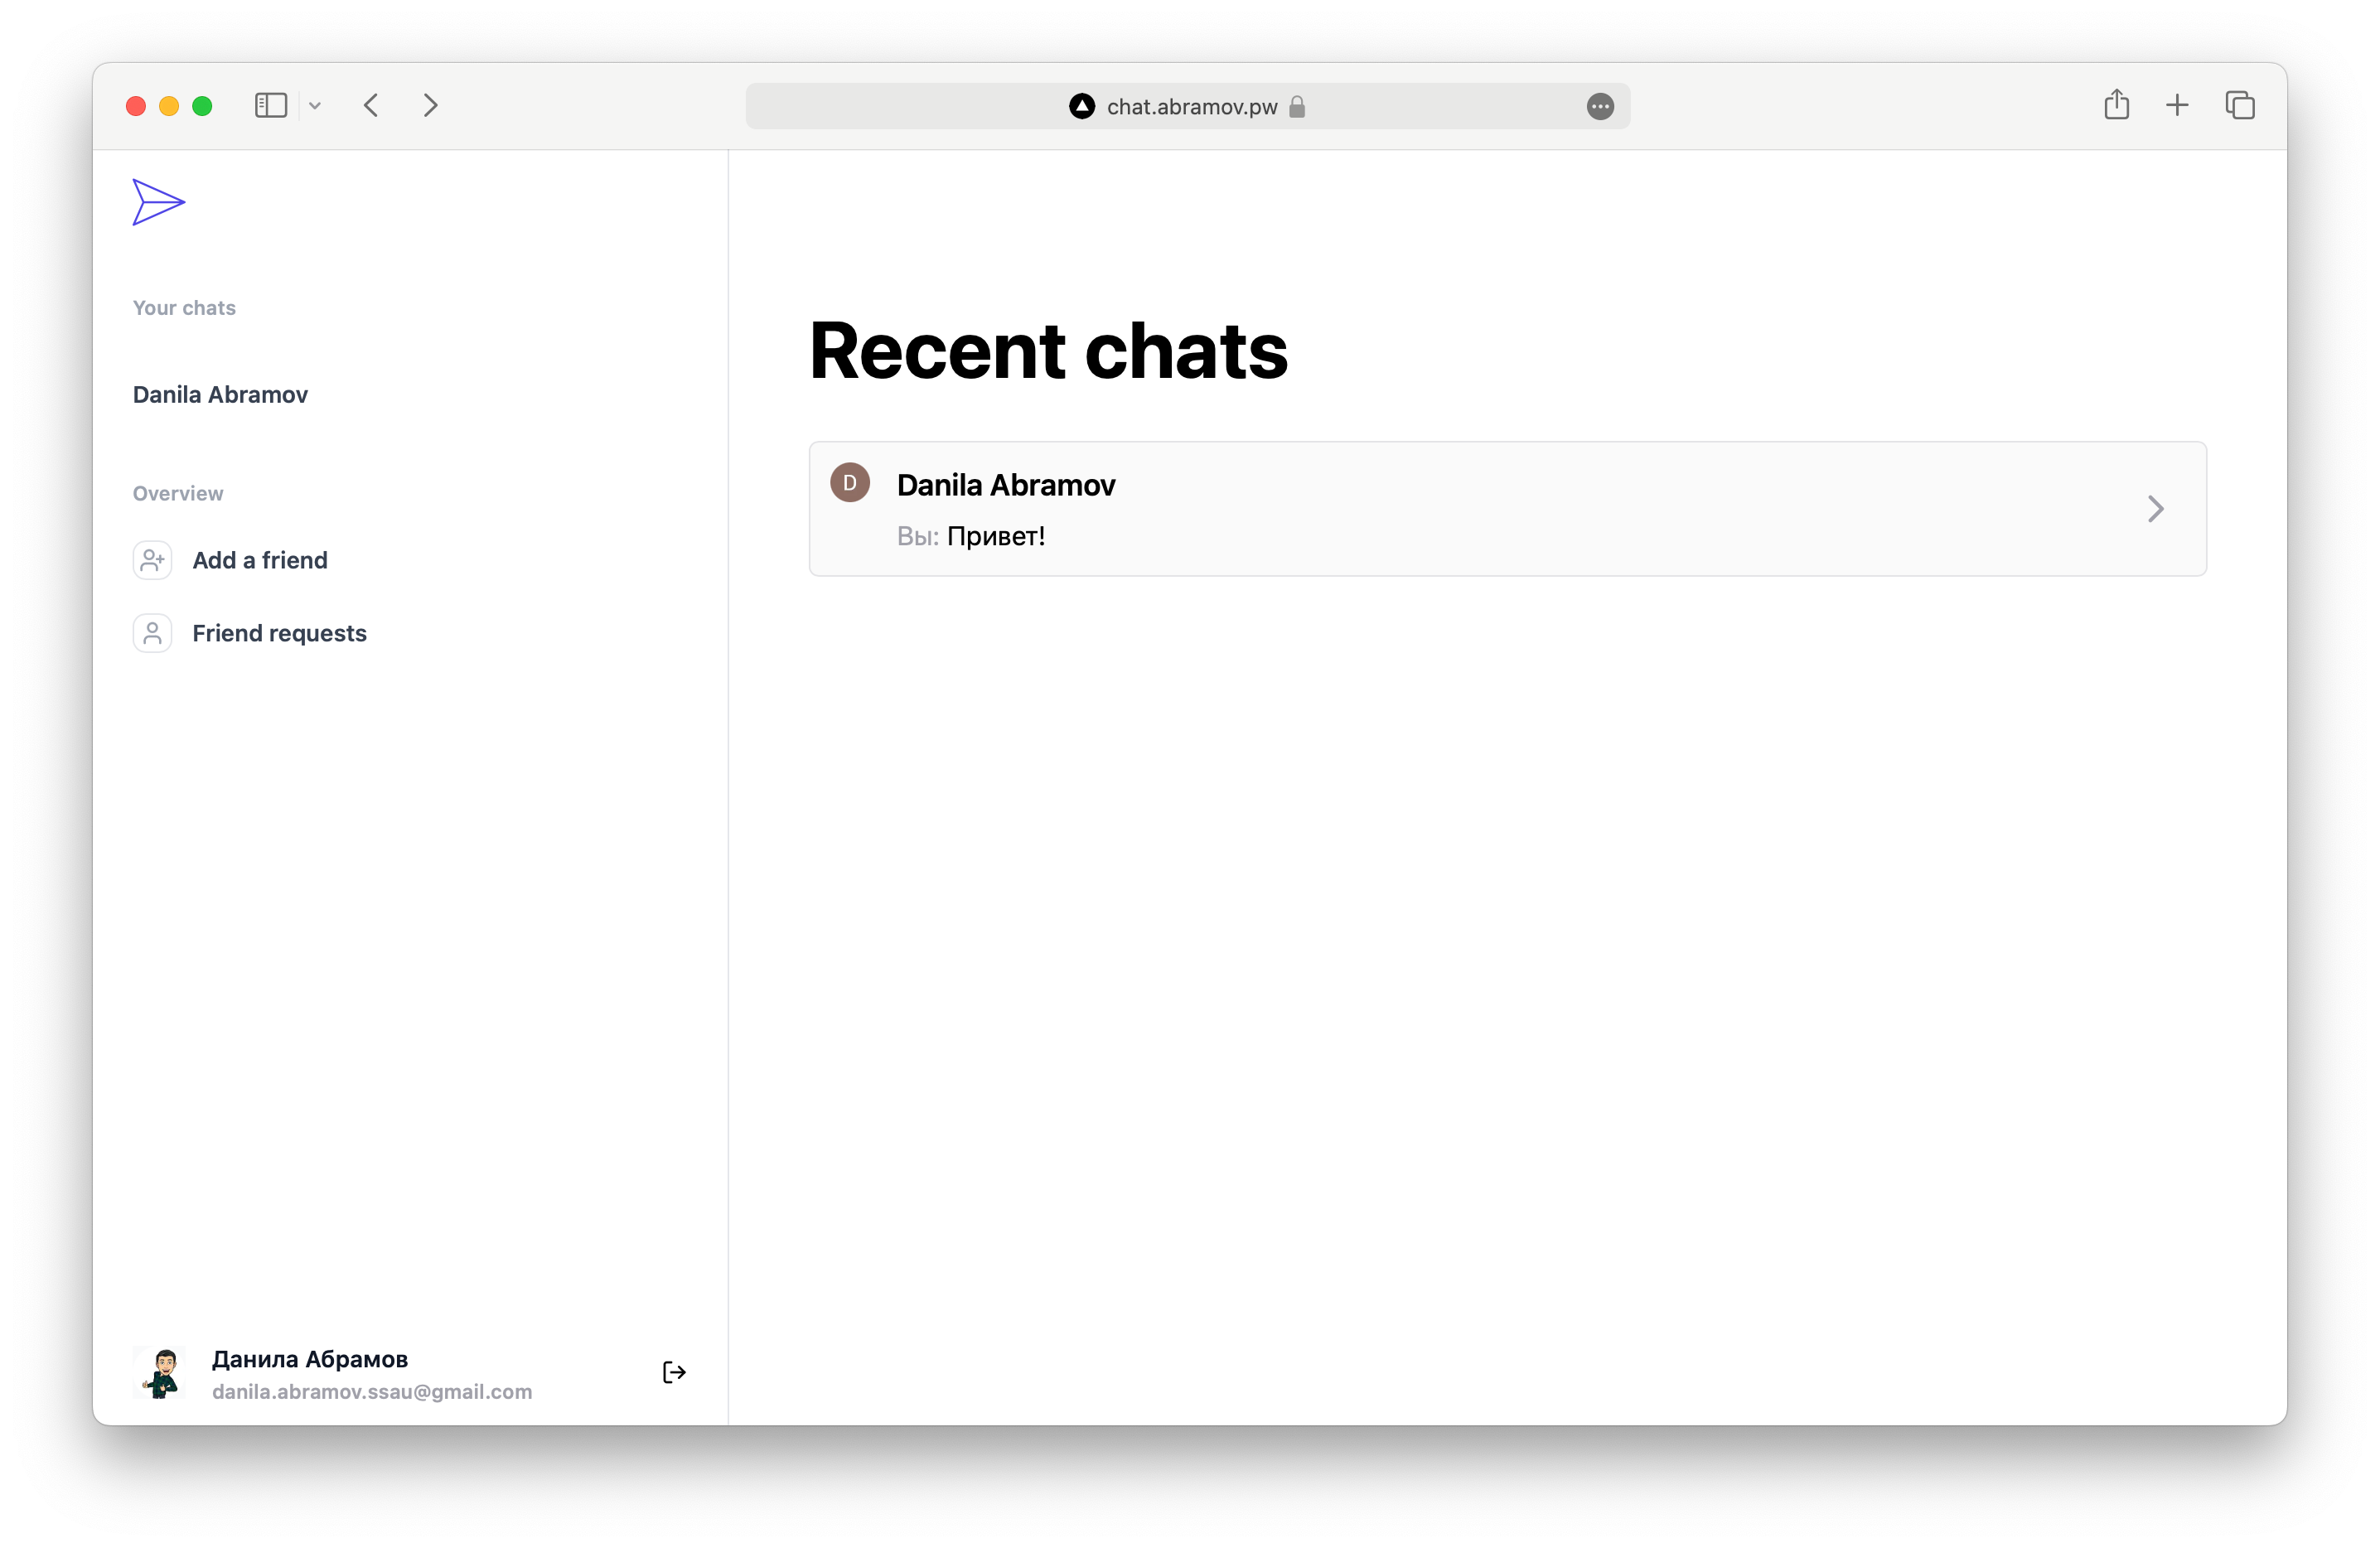 chat.abramov.pw
Your chats
Danila Abramov
Overview
Add a friend
Friend requests
Данила Абрамов
danila.abramov.ssau@gmail.com
Recent chats
D
Danila Abramov
Вы: Привет!